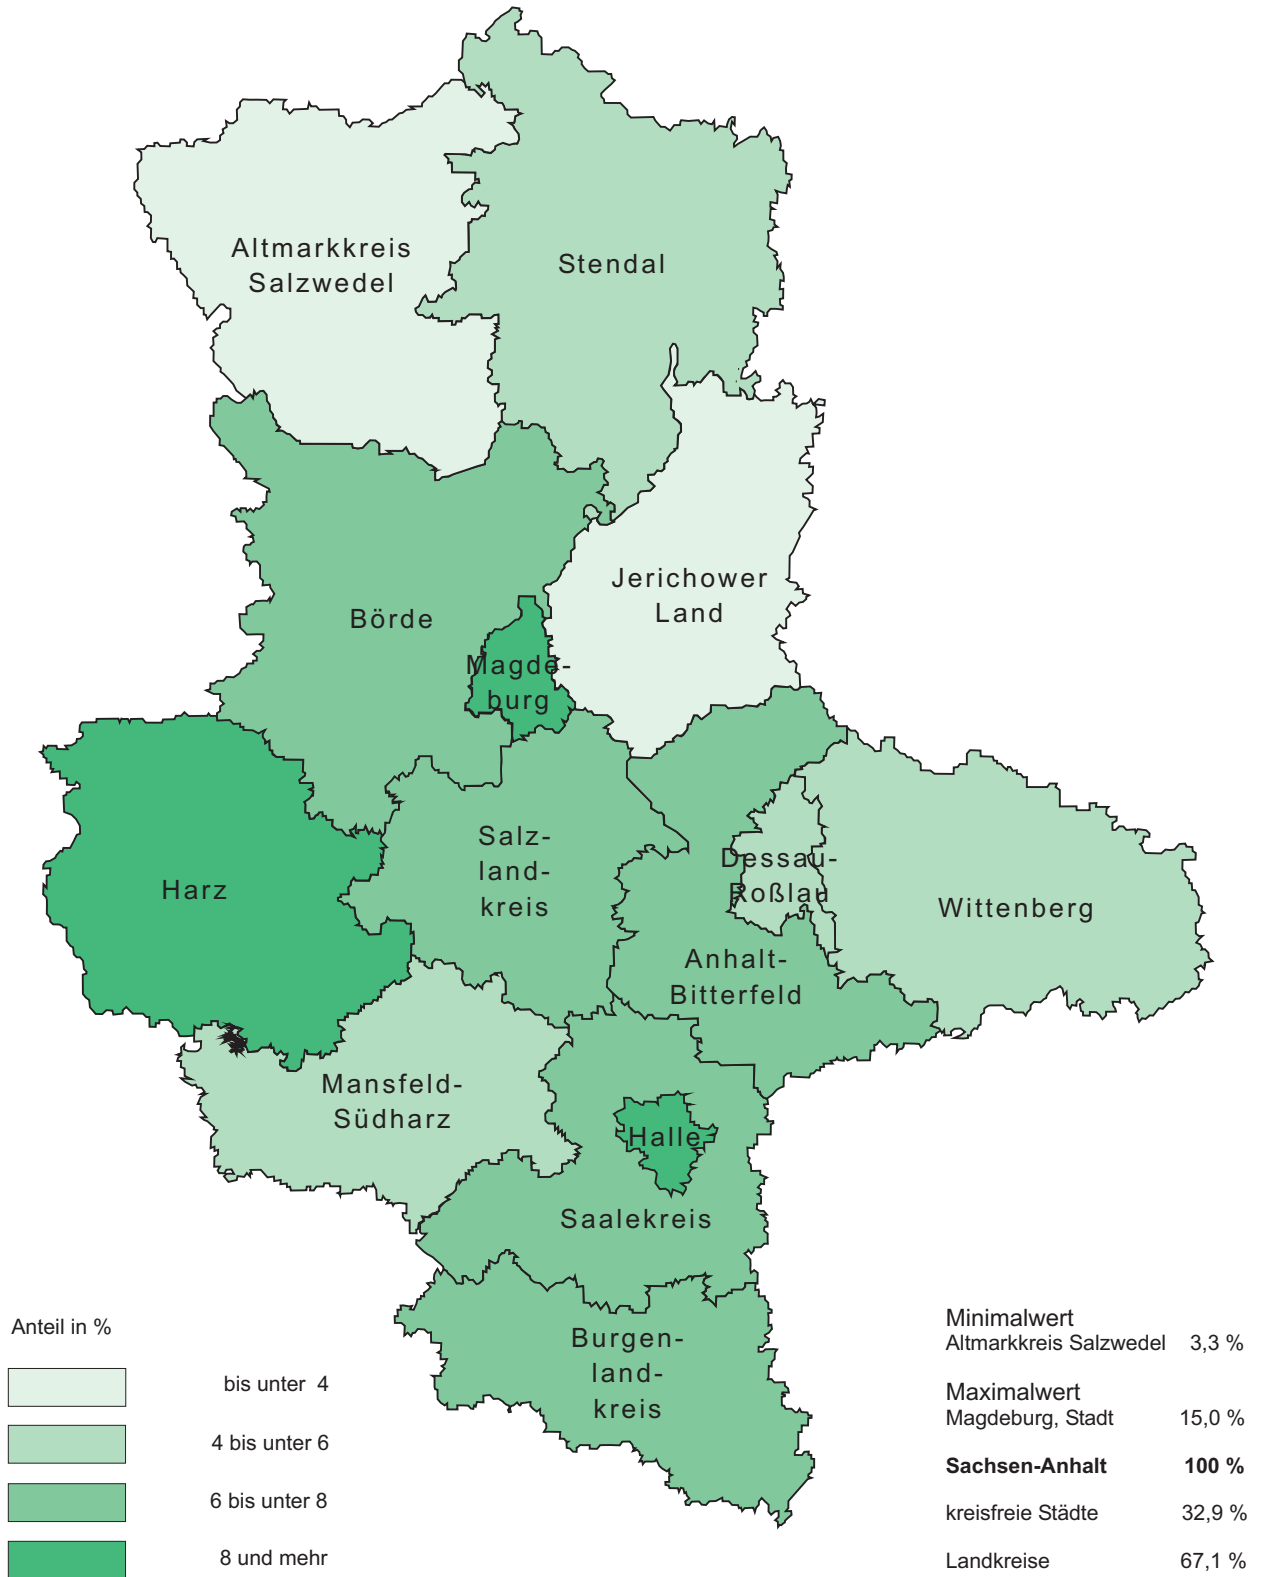 Altmarkkreis
Salzwedel
Stendal
Jerichower
Land
Börde
Magde-
burg
Salz-
land-
kreis
Harz
Dessau-
Roßlau
Wittenberg
Anhalt-
Bitterfeld
Mansfeld-
Südharz
Halle
Saalekreis
Burgen-
land-
kreis
Anteil in %
bis unter 4
4 bis unter 6
6 bis unter 8
8 und mehr
Minimalwert
Altmarkkreis Salzwedel 3,3 %
Maximalwert
Magdeburg, Stadt 15,0 %
Sachsen-Anhalt 100 %
kreisfreie Städte 32,9 %
Landkreise 67,1 %